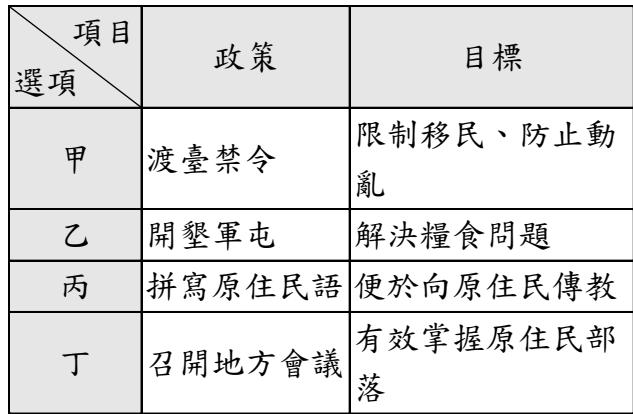 項目
選項
政策
目標
甲
渡臺禁令
限制移民、防止動
亂
乙
開墾軍屯
解決糧食問題
丙
拼寫原住民語
便於向原住民傳教
丁
召開地方會議
有效掌握原住民部
落